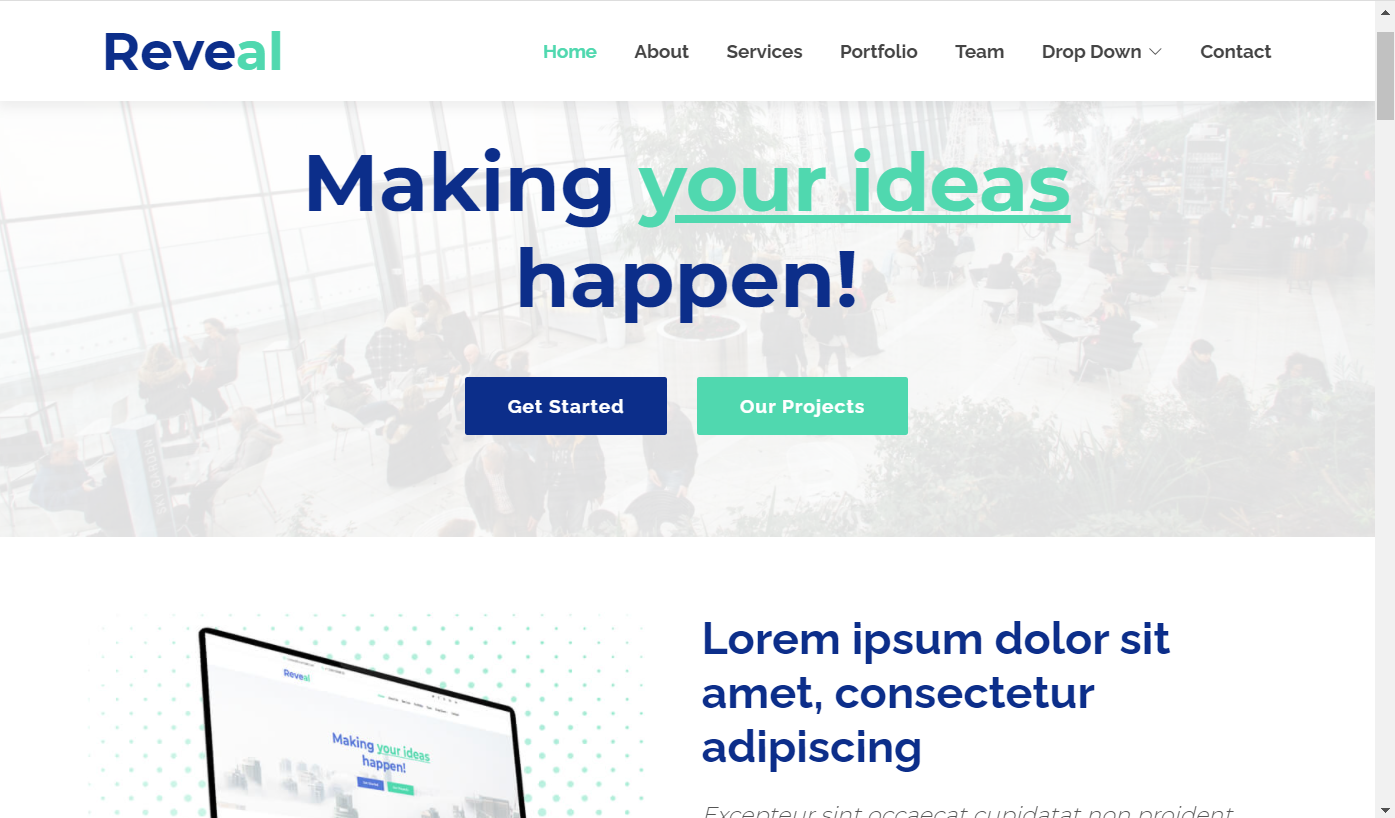 Reveal
Home About Services Portfolio Team Drop Down Contact
Making your ideas
happen!
Get Started Our Projects
Lorem ipsum dolor sit
amet, consectetur
adipiscing
Excepteur sint occaecat cupidatat non proident
Reveal
Making your ideas
happen!